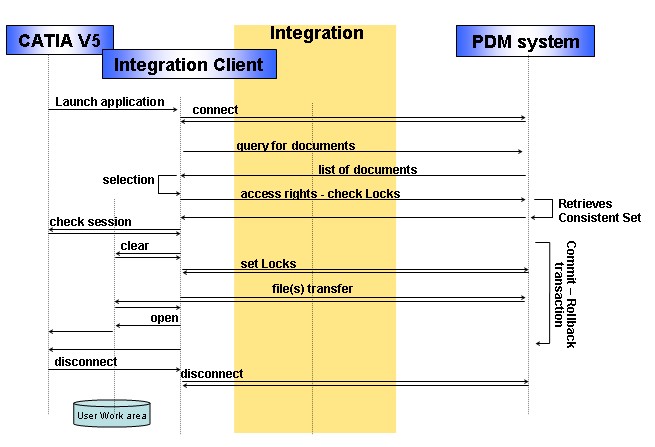 Integration
CATIA V5
PDM system
Integration Client
Launch application
connect
query for documents
list of documents
selection
access rights - check Locks
Retrieves
Consistent Set
check session
clear
set Locks
Commit – Rollback
transaction
file(s) transfer
open
disconnect
disconnect
User Work area